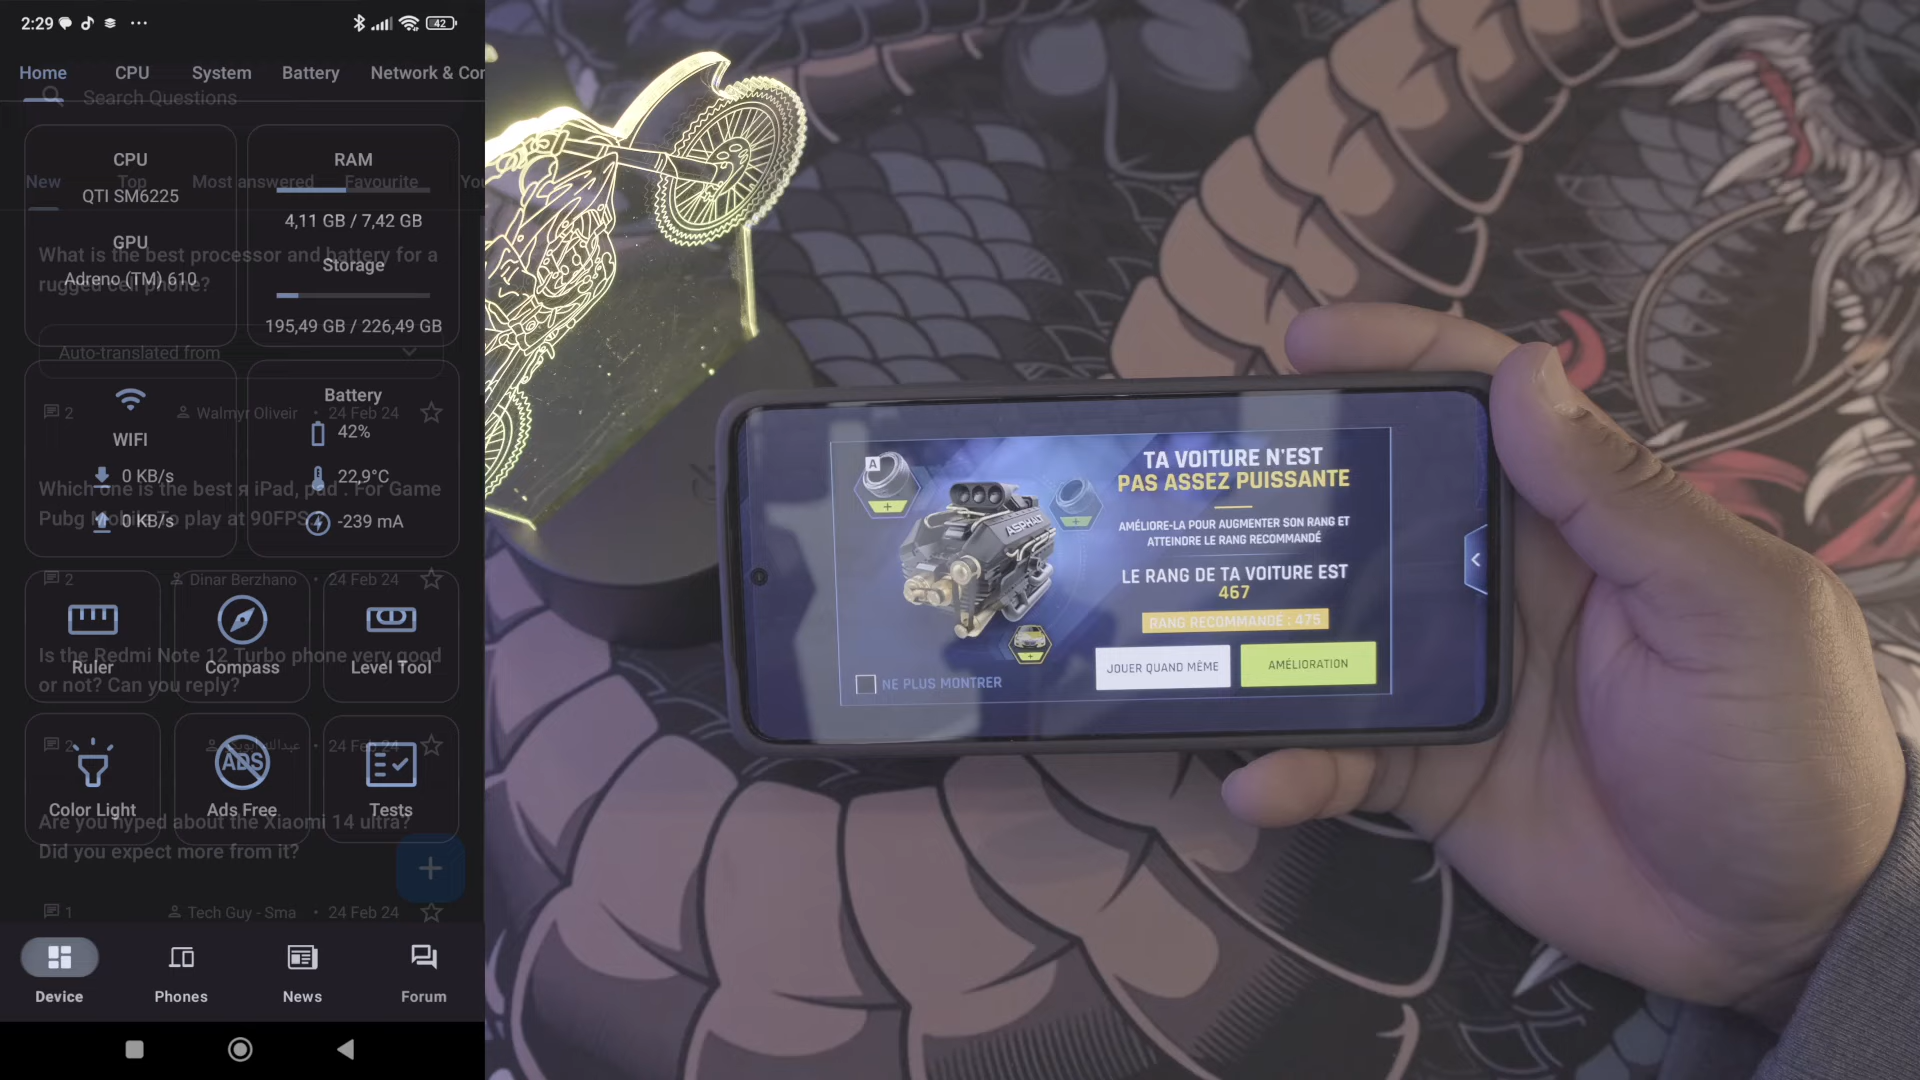 2:29
42
Home CPU System Battery Network & Cor
Search Questions
CPU
QTI SM6225
GPU
Adreno (TM) 610
RAM
4,11 GB / 7,42 GB
Storage
195,49 GB / 226,49 GB
New Top Most answered Favourite You
What is the best processor and battery for a
rugged cell phone?
Auto-translated from
2 Walmyr Oliveir • 24 Feb 24
WIFI
0 KB/s
0 KB/s
Battery
42%
22,9°C
-239 mA
Which one is the best я iPad, pad . For Game
Pubg Mobile To play at 90FPS
2 Dinar Berzhano • 24 Feb 24
Ruler Compass Level Tool
Is the Redmi Note 12 Turbo phone very good
or not? Can you reply?
2 • 24 Feb 24
ADS
Color Light Ads Free Tests
Are you hyped about the Xiaomi 14 ultra?
Did you expect more from it?
1 Tech Guy - Sma • 24 Feb 24
Device Phones News Forum
A
ASPHALT
TA VOITURE N'EST
PAS ASSEZ PUISSANTE
AMÉLIORE-LA POUR AUGMENTER SON RANG ET
ATTEINDRE LE RANG RECOMMANDÉ
LE RANG DE TA VOITURE EST
467
RANG RECOMMANDÉ : 475
NE PLUS MONTRER
JOUER QUAND MÊME
AMÉLIORATION